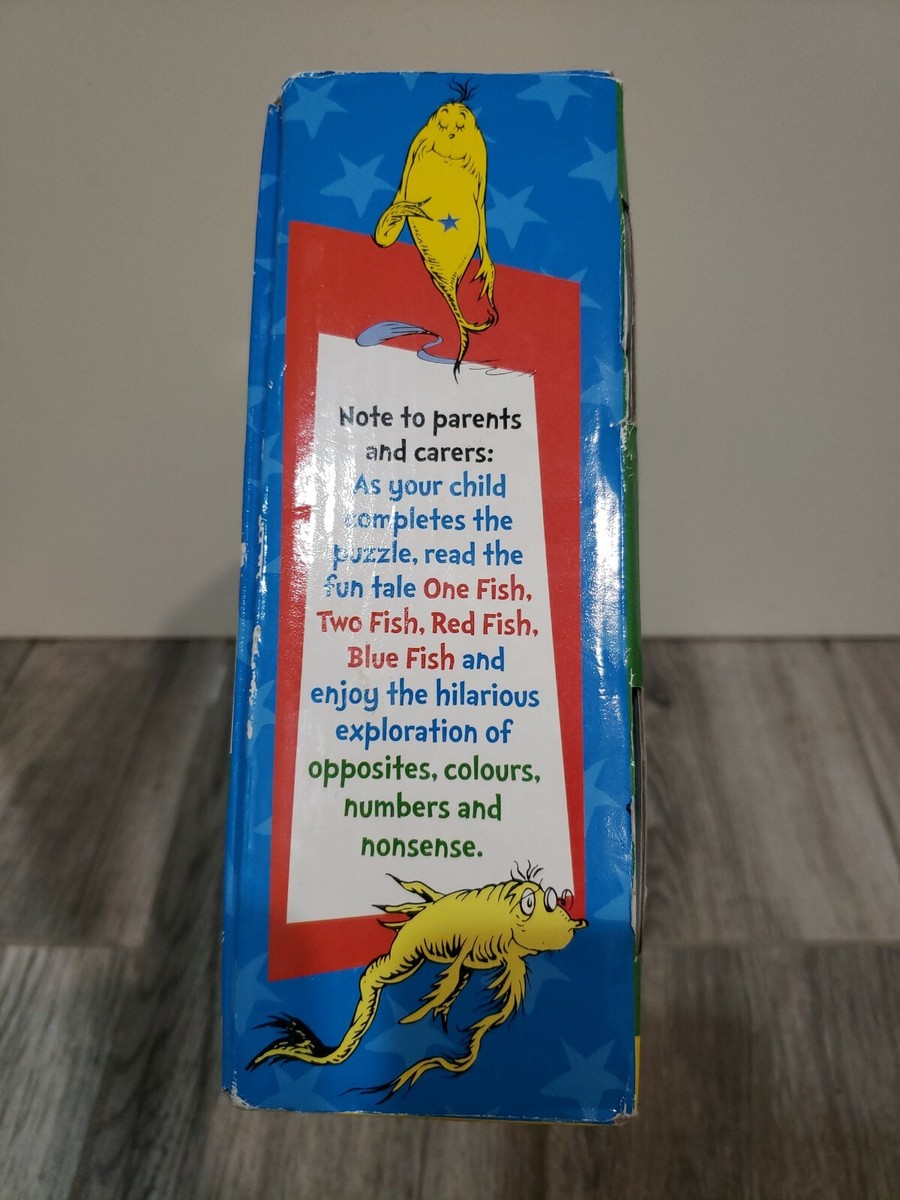 Note to parents
and carers:
As your child
completes the
puzzle, read the
fun tale One Fish,
Two Fish, Red Fish,
Blue Fish and
enjoy the hilarious
exploration of
opposites, colours,
numbers and
nonsense.